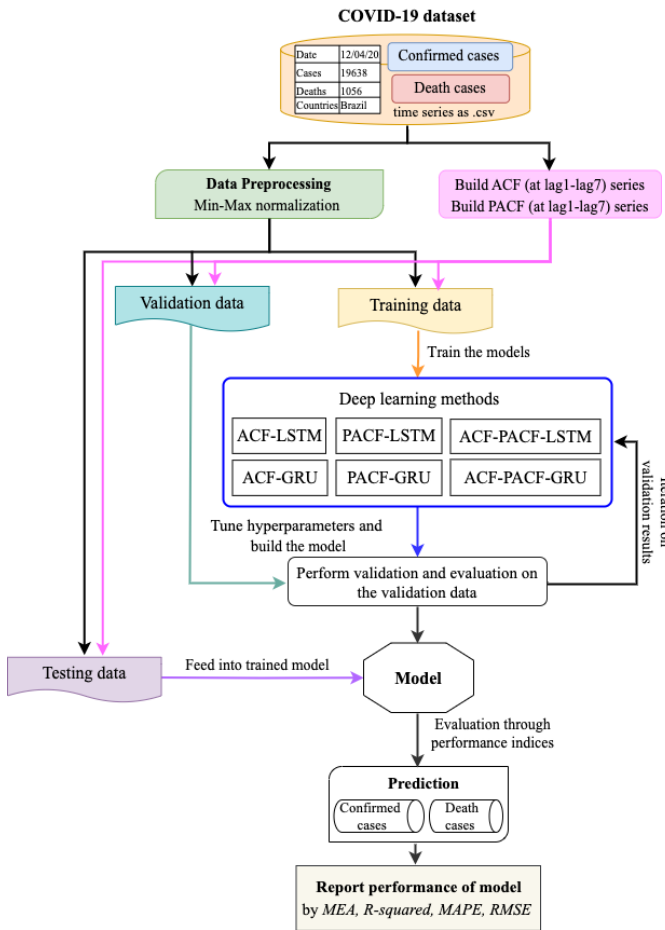 COVID-19 dataset
Date 12/04/20
Cases 19638
Deaths 1056
Countries Brazil
Confirmed cases
Death cases
time series as .csv
Data Preprocessing
Min-Max normalization
Build ACF (at lag1-lag7) series
Build PACF (at lag1-lag7) series
Validation data
Training data
Train the models
Deep learning methods
ACF-LSTM
PACF-LSTM
ACF-PACF-LSTM
ACF-GRU
PACF-GRU
ACF-PACF-GRU
validation results
Tune hyperparameters and
build the model
Perform validation and evaluation on
the validation data
Testing data
Feed into trained model
Model
Evaluation through
performance indices
Prediction
Confirmed
cases
Death
cases
Report performance of model
by MEA, R-squared, MAPE, RMSE